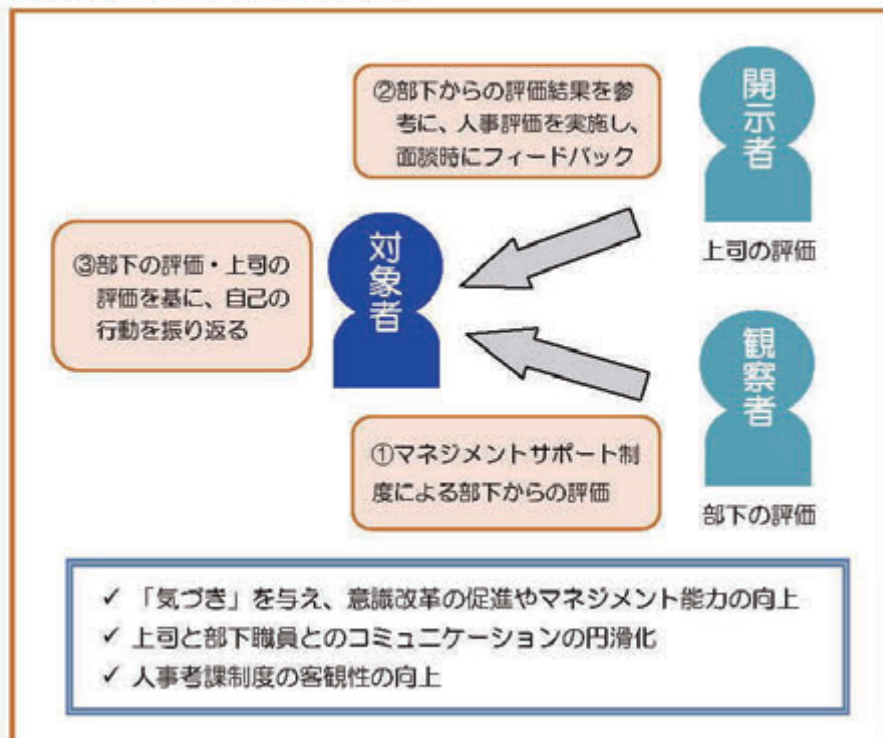 ②部下からの評価結果を参
考に、人事評価を実施し、
面談時にフィードバック
開示者
上司の評価
③部下の評価・上司の
評価を基に、自己の
行動を振り返る
対象者
観察者
部下の評価
①マネジメントサポート制
度による部下からの評価
✓ 「気づき」を与え、意識改革の促進やマネジメント能力の向上
✓ 上司と部下職員とのコミュニケーションの円滑化
✓ 人事考課制度の客観性の向上